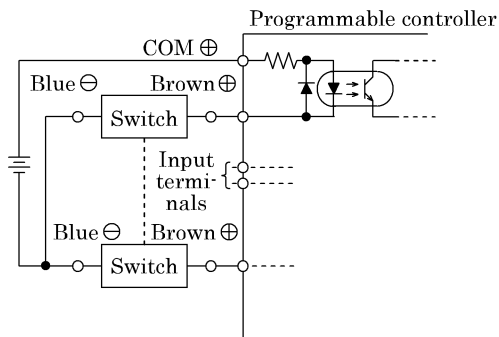 Programmable controller
COM ⊕
Blue ⊖
Brown ⊕
Switch
Input
termi-
nals
Blue ⊖
Brown ⊕
Switch